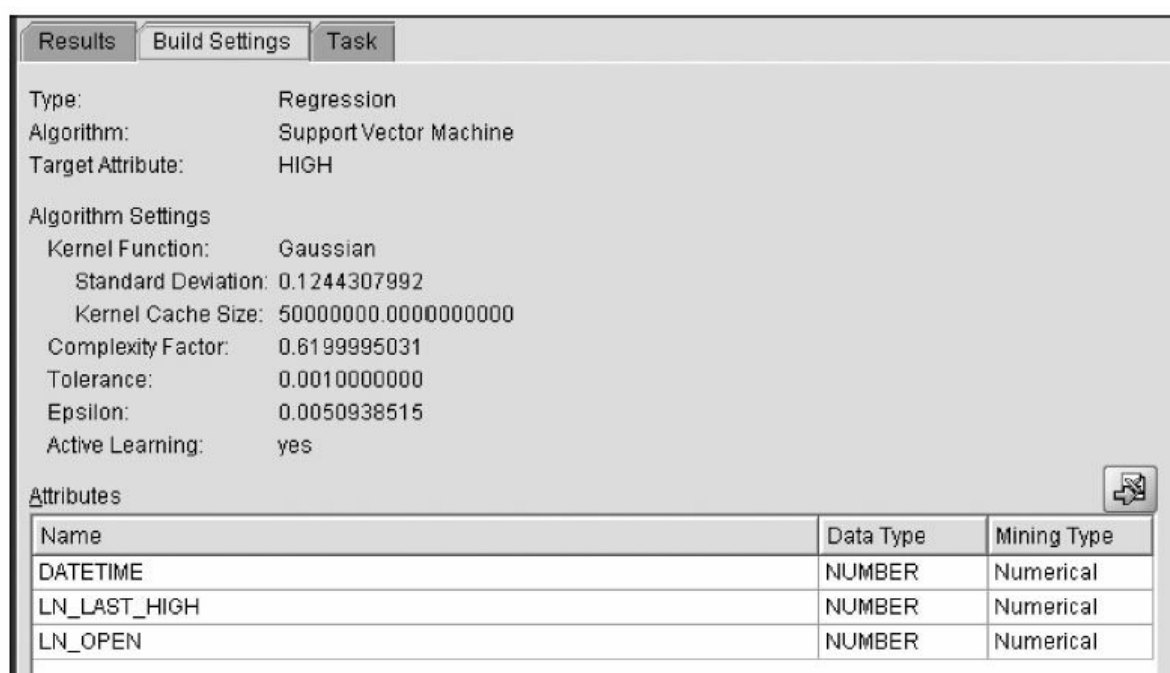 Results Build Settings Task
Type: Regression
Algorithm: Support Vector Machine
Target Attribute: HIGH
Algorithm Settings
Kernel Function: Gaussian
Standard Deviation: 0.1244307992
Kernel Cache Size: 50000000.0000000000
Complexity Factor: 0.6199995031
Tolerance: 0.0010000000
Epsilon: 0.0050938515
Active Learning: yes
Attributes
Name Data Type Mining Type
DATETIME NUMBER Numerical
LN_LAST_HIGH NUMBER Numerical
LN_OPEN NUMBER Numerical